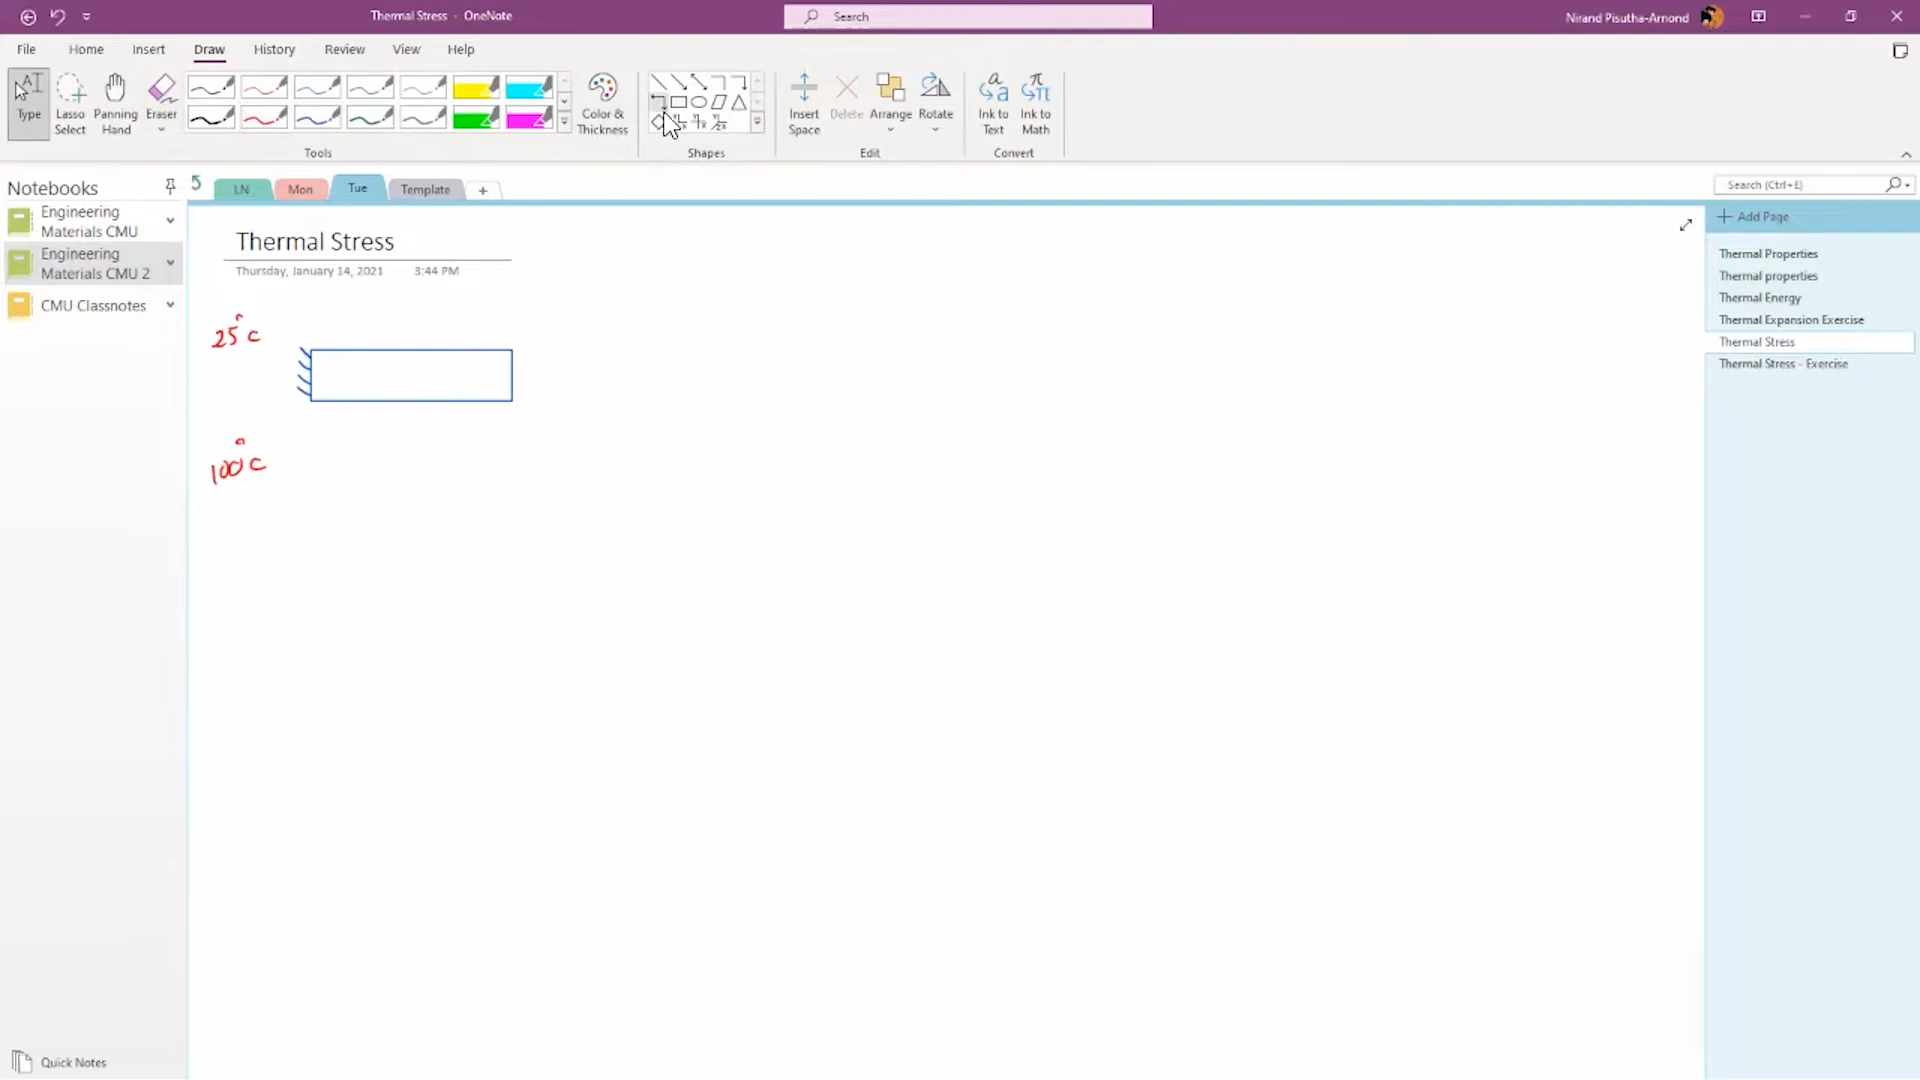 Thermal Stress - OneNote
Search
Nirand Pisutha-Arnond
File Home Insert Draw History Review View Help
Type
Lasso Select
Panning Hand
Eraser
Color & Thickness
Insert Space
Delete
Arrange
Rotate
Ink to Text
Ink to Math
Tools
Shapes
Edit
Convert
Notebooks
LN Mon Tue Template +
Search (Ctrl+E)
Engineering Materials CMU
Engineering Materials CMU 2
CMU Classnotes
Add Page
Thermal Properties
Thermal properties
Thermal Energy
Thermal Expansion Exercise
Thermal Stress
Thermal Stress - Exercise
Thermal Stress
Thursday, January 14, 2021 3:44 PM
25°C
100°C
Quick Notes